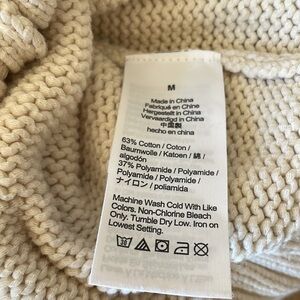 M
Made in China
Fabriqué en Chine
Hergestellt in China
Vervaardigd in China
中国製
hecho en china
63% Cotton / Coton /
Baumwolle / Katoen / 綿 /
algodón
37% Polyamide / Polyamide /
Polyamide / Polyamide /
ナイロン / poliamida
Machine Wash Cold With Like
Colors. Non-Chlorine Bleach
Only. Tumble Dry Low. Iron on
Lowest Setting.